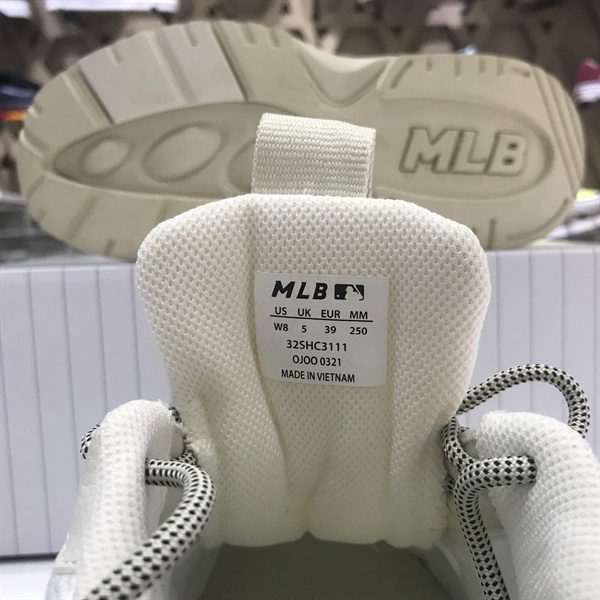 MLB
MLB
US UK EUR MM
W8 5 39 250
32SHC3111
OJOO 0321
MADE IN VIETNAM